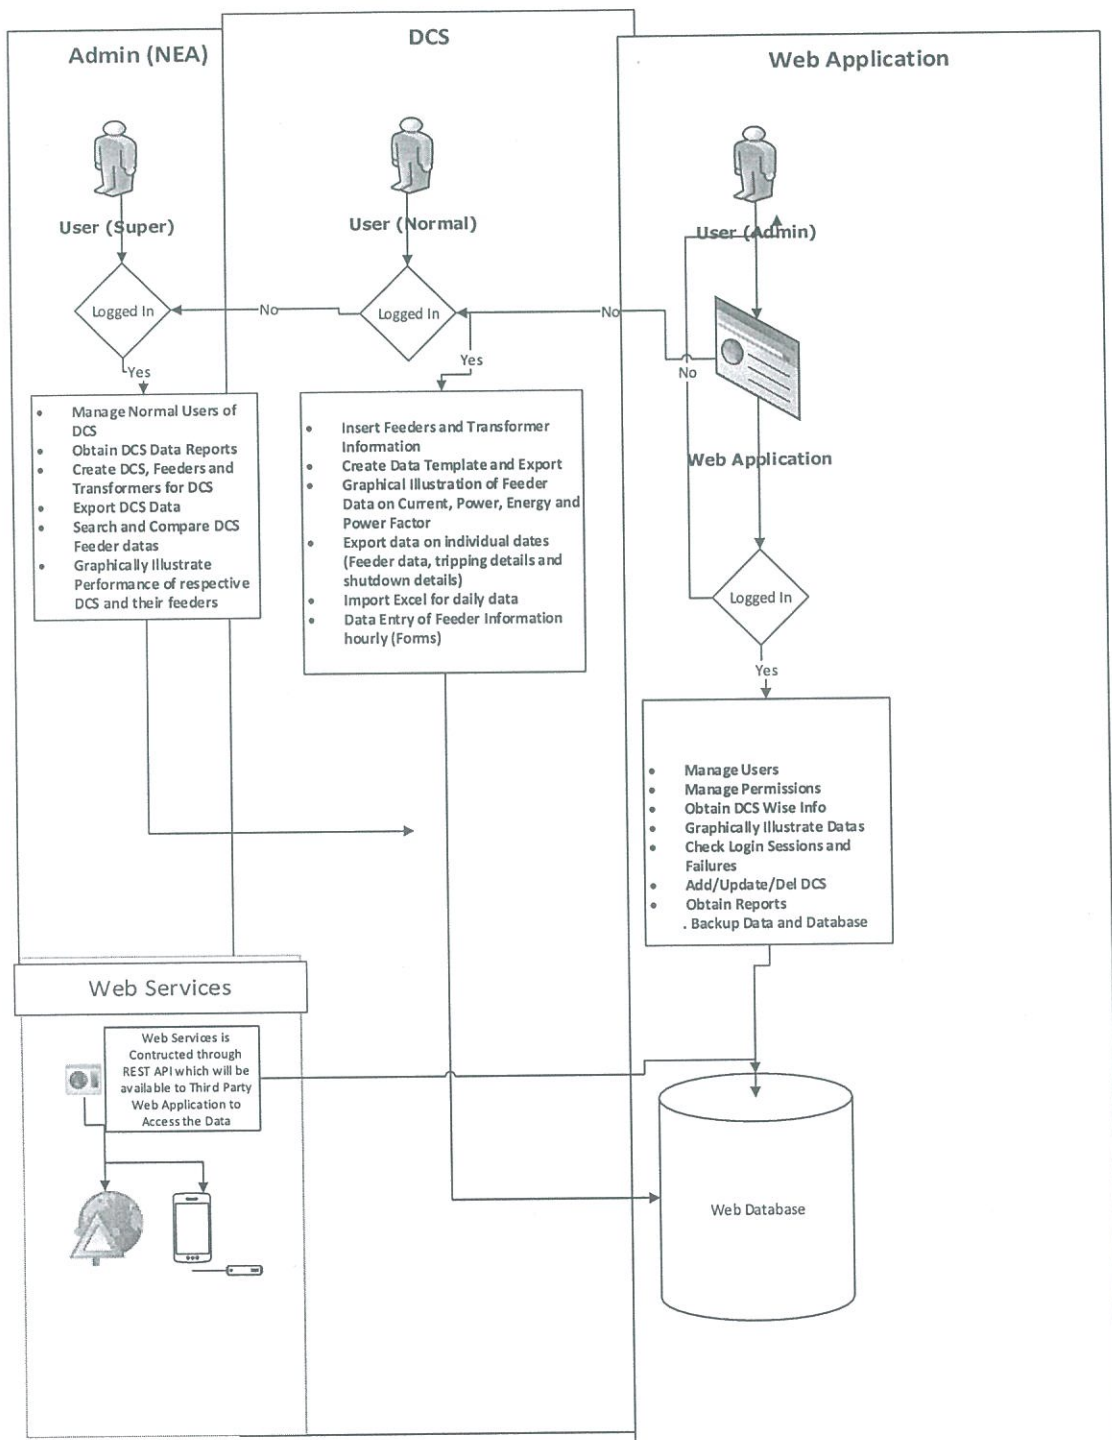 Admin (NEA)
DCS
Web Application
User (Super)
User (Normal)
User (Admin)
Logged In
No
Logged In
No
Yes
Yes
No
Web Application
Logged In
Yes
• Manage Normal Users of
DCS
• Obtain DCS Data Reports
• Create DCS, Feeders and
Transformers for DCS
• Export DCS Data
• Search and Compare DCS
Feeder datas
• Graphically Illustrate
Performance of respective
DCS and their feeders
• Insert Feeders and Transformer
Information
• Create Data Template and Export
• Graphical Illustration of Feeder
Data on Current, Power, Energy and
Power Factor
• Export data on individual dates
(Feeder data, tripping details and
shutdown details)
• Import Excel for daily data
• Data Entry of Feeder Information
hourly (Forms)
• Manage Users
• Manage Permissions
• Obtain DCS Wise Info
• Graphically Illustrate Datas
• Check Login Sessions and
Failures
• Add/Update/Del DCS
• Obtain Reports
. Backup Data and Database
Web Services
Web Services is
Contructed through
REST API which will be
available to Third Party
Web Application to
Access the Data
Web Database